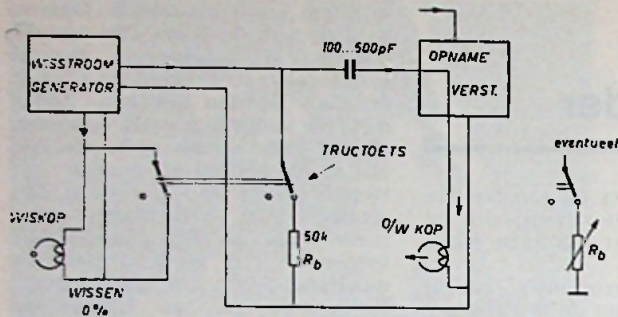 WISSTROOM
GENERATOR
100...500pF
OPNAME
VERST.
TRUCTOETS
eventueel
WISKOP
50k
Rb
O/W KOP
Rb
WISSEN
0%